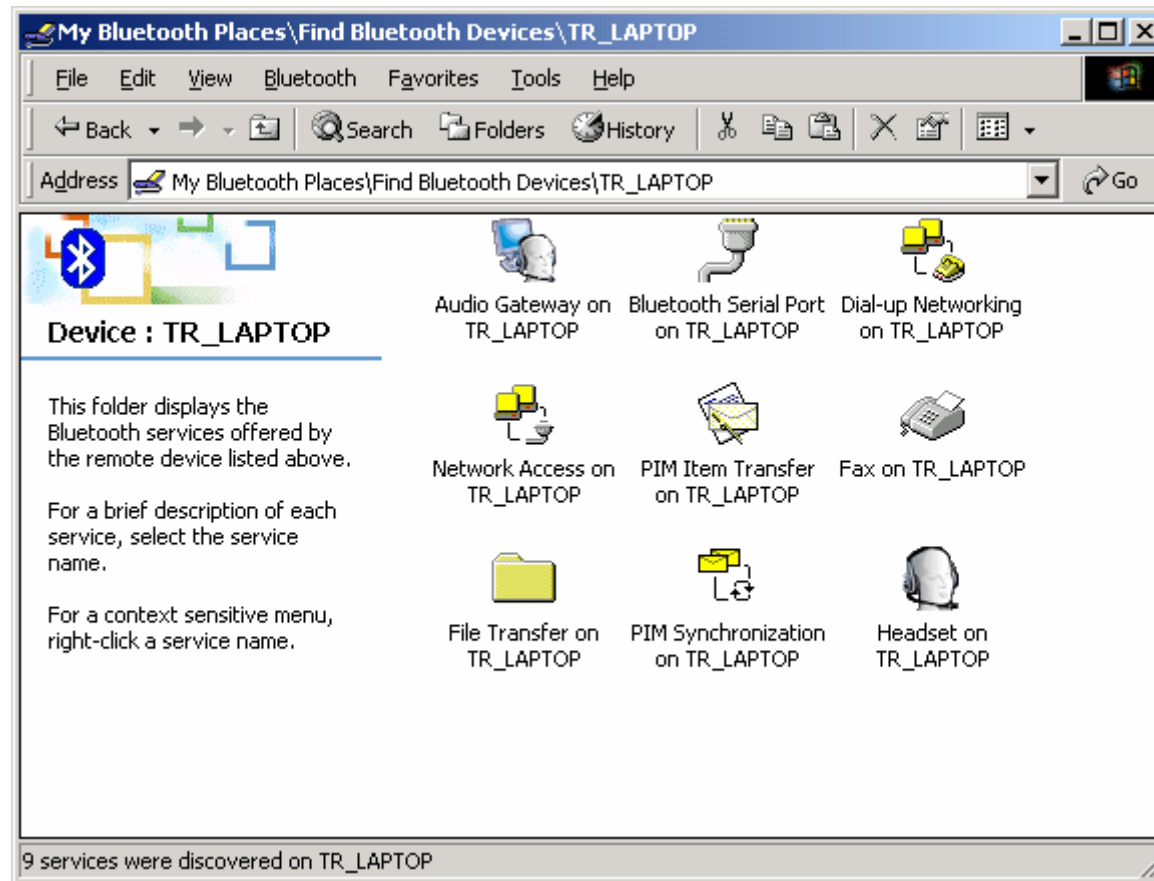 My Bluetooth Places\Find Bluetooth Devices\TR_LAPTOP
File Edit View Bluetooth Favorites Tools Help
Back Search Folders History
Address My Bluetooth Places\Find Bluetooth Devices\TR_LAPTOP Go
Device : TR_LAPTOP
This folder displays the
Bluetooth services offered by
the remote device listed above.
For a brief description of each
service, select the service
name.
For a context sensitive menu,
right-click a service name.
Audio Gateway on
TR_LAPTOP
Bluetooth Serial Port
on TR_LAPTOP
Dial-up Networking
on TR_LAPTOP
Network Access on
TR_LAPTOP
PIM Item Transfer
on TR_LAPTOP
Fax on TR_LAPTOP
File Transfer on
TR_LAPTOP
PIM Synchronization
on TR_LAPTOP
Headset on
TR_LAPTOP
9 services were discovered on TR_LAPTOP